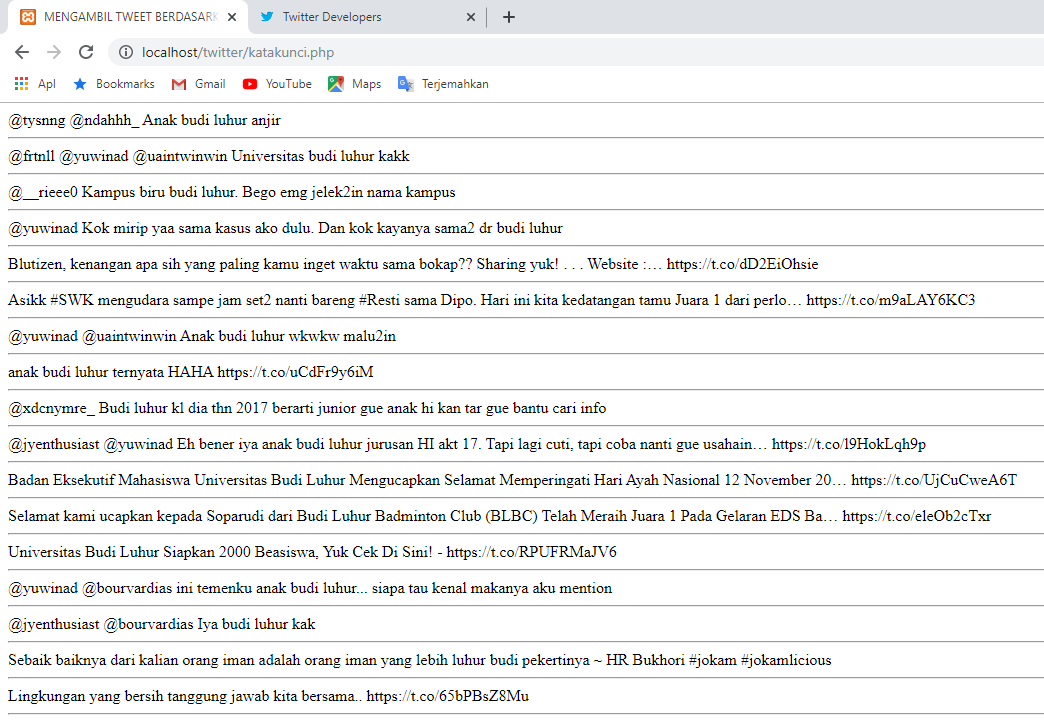 MENGAMBIL TWEET BERDASARK
Twitter Developers
localhost/twitter/katakunci.php
Apl
Bookmarks
Gmail
YouTube
Maps
Terjemahkan
@tysnng @ndahhh_ Anak budi luhur anjir
@frtnll @yuwinad @uaintwinwin Universitas budi luhur kakk
@__rieee0 Kampus biru budi luhur. Bego emg jelek2in nama kampus
@yuwinad Kok mirip yaa sama kasus ako dulu. Dan kok kayanya sama2 dr budi luhur
Blutizen, kenangan apa sih yang paling kamu inget waktu sama bokap?? Sharing yuk! . . . Website :… https://t.co/dD2EiOhsie
Asikk #SWK mengudara sampe jam set2 nanti bareng #Resti sama Dipo. Hari ini kita kedatangan tamu Juara 1 dari perlo… https://t.co/m9aLAY6KC3
@yuwinad @uaintwinwin Anak budi luhur wkwkw malu2in
anak budi luhur ternyata HAHA https://t.co/uCdFr9y6iM
@xdcnymre_ Budi luhur kl dia thn 2017 berarti junior gue anak hi kan tar gue bantu cari info
@jyenthusiast @yuwinad Eh bener iya anak budi luhur jurusan HI akt 17. Tapi lagi cuti, tapi coba nanti gue usahain… https://t.co/l9HokLqh9p
Badan Eksekutif Mahasiswa Universitas Budi Luhur Mengucapkan Selamat Memperingati Hari Ayah Nasional 12 November 20… https://t.co/UjCuCweA6T
Selamat kami ucapkan kepada Soparudi dari Budi Luhur Badminton Club (BLBC) Telah Meraih Juara 1 Pada Gelaran EDS Ba… https://t.co/eleOb2cTxr
Universitas Budi Luhur Siapkan 2000 Beasiswa, Yuk Cek Di Sini! - https://t.co/RPUFRMaJV6
@yuwinad @bourvardias ini temenku anak budi luhur... siapa tau kenal makanya aku mention
@jyenthusiast @bourvardias Iya budi luhur kak
Sebaik baiknya dari kalian orang iman adalah orang iman yang lebih luhur budi pekertinya ~ HR Bukhori #jokam #jokamlicious
Lingkungan yang bersih tanggung jawab kita bersama.. https://t.co/65bPBsZ8Mu